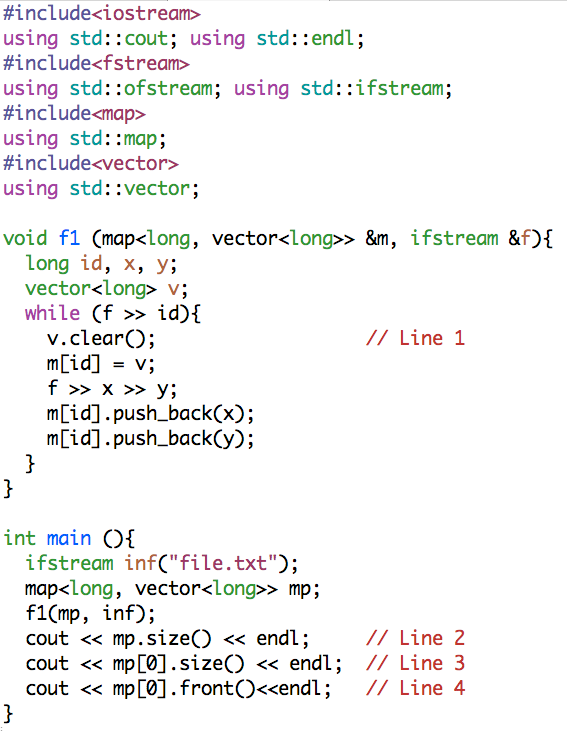 #include<iostream>
using std::cout; using std::endl;
#include<fstream>
using std::ofstream; using std::ifstream;
#include<map>
using std::map;
#include<vector>
using std::vector;

void f1 (map<long, vector<long>> &m, ifstream &f){
  long id, x, y;
  vector<long> v;
  while (f >> id){
    v.clear();                   // Line 1
    m[id] = v;
    f >> x >> y;
    m[id].push_back(x);
    m[id].push_back(y);
  }
}

int main (){
  ifstream inf("file.txt");
  map<long, vector<long>> mp;
  f1(mp, inf);
  cout << mp.size() << endl;     // Line 2
  cout << mp[0].size() << endl;  // Line 3
  cout << mp[0].front()<<endl;   // Line 4
}